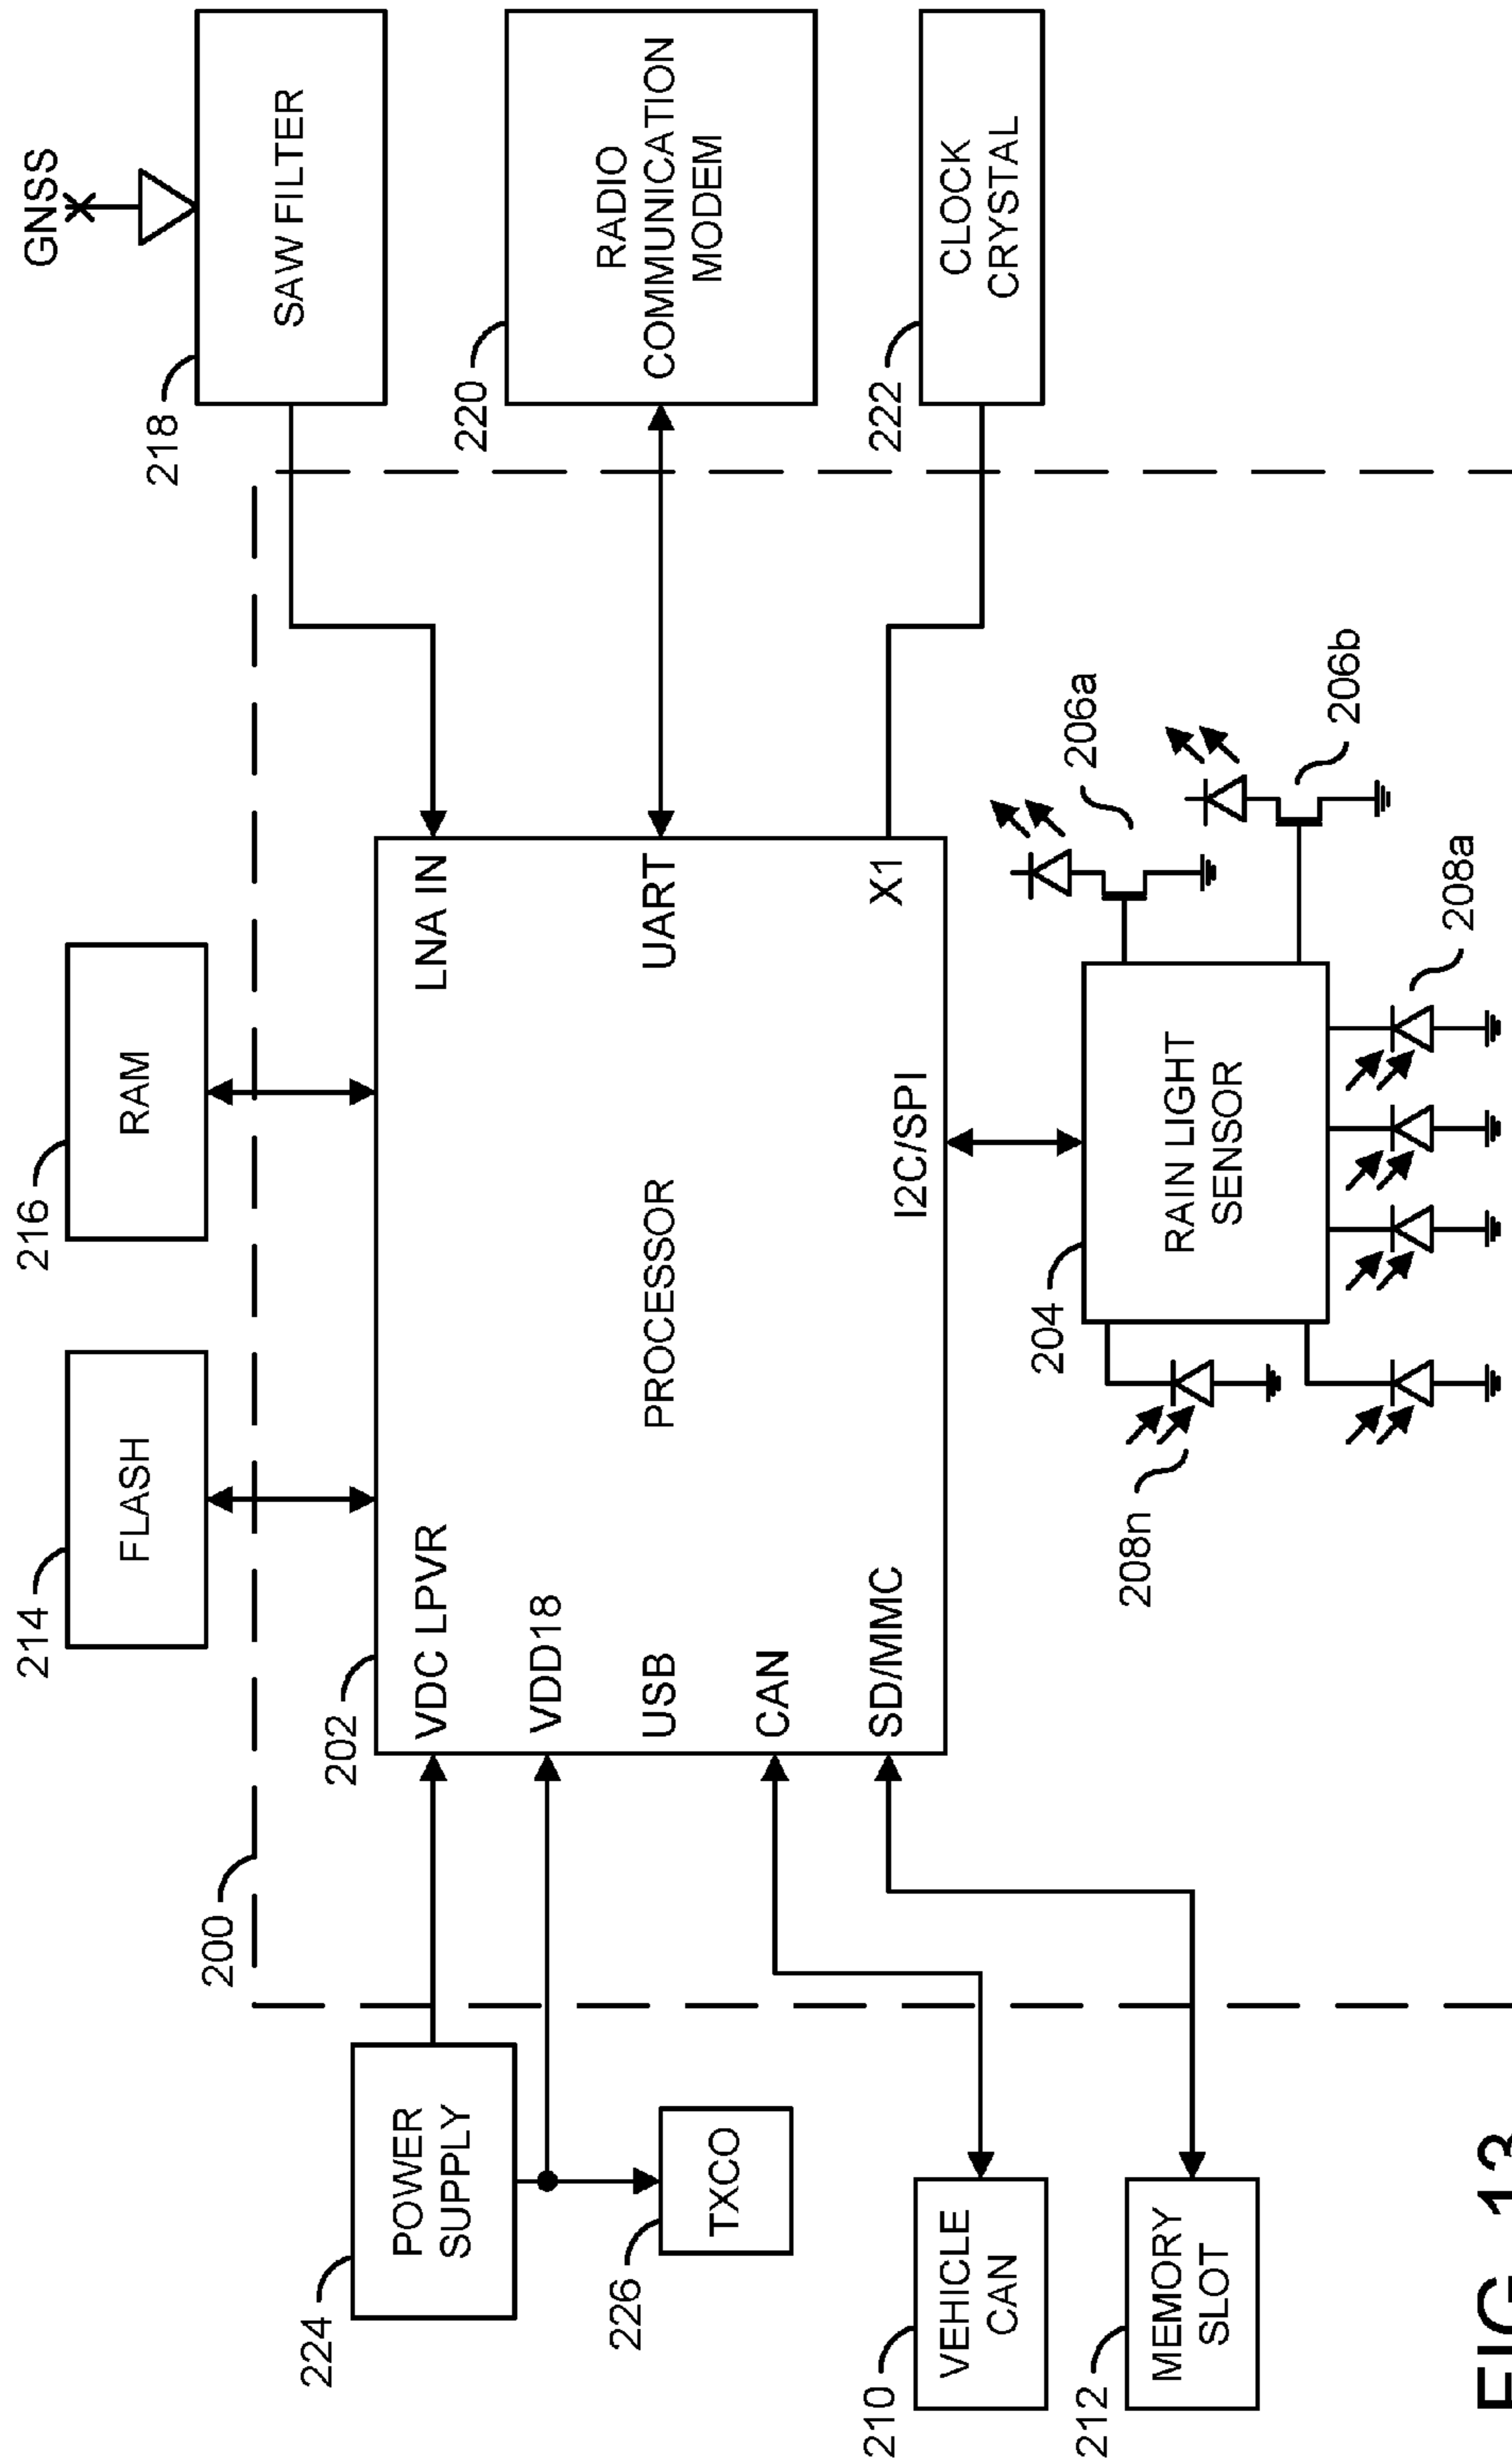 GNSS
214
FLASH
216
RAM
218
SAW FILTER
200
224
POWER
SUPPLY
202
VDC LPVR
LNA IN
VDD18
226
TXCO
USB
PROCESSOR
UART
220
RADIO
COMMUNICATION
MODEM
CAN
SD/MMC
I2C/SPI
X1
222
CLOCK
CRYSTAL
210
VEHICLE
CAN
212
MEMORY
SLOT
204
RAIN LIGHT
SENSOR
206a
206b
208n
208a
FIG. 13